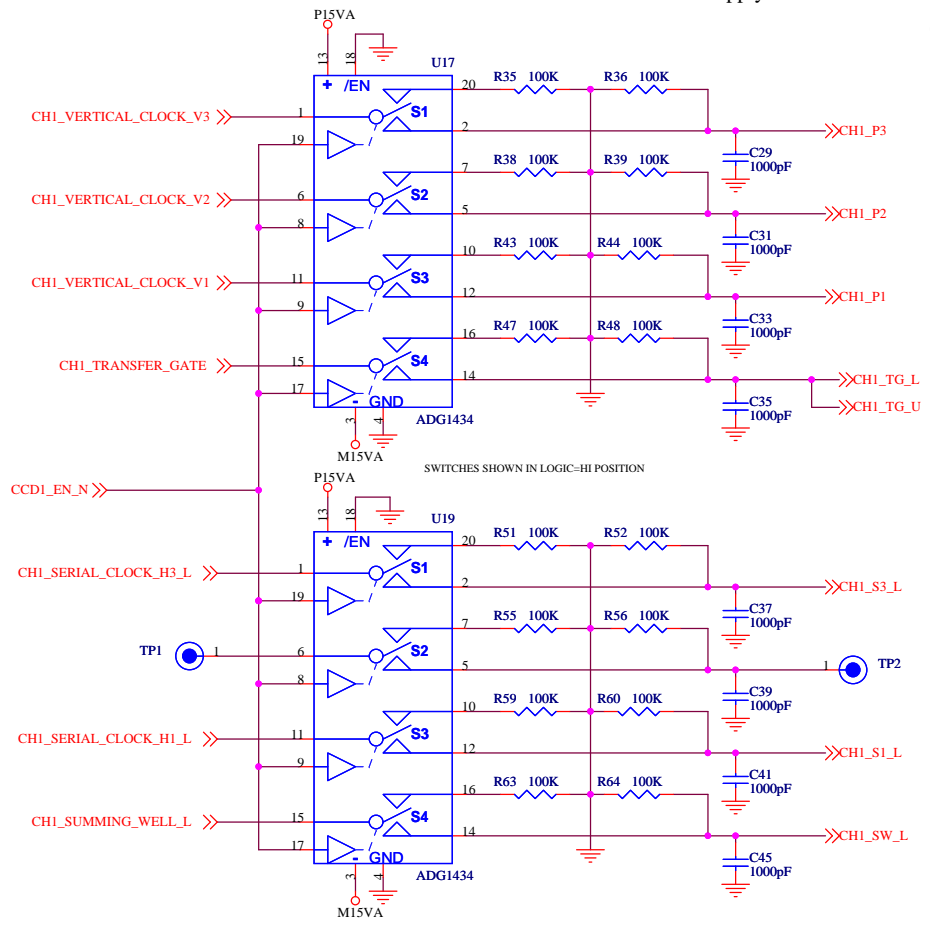 P15VA
13
18
U17
+ /EN
R35 100K
R36 100K
20
CH1_VERTICAL_CLOCK_V3
1
S1
2
CH1_P3
19
C29
1000pF
R38 100K
R39 100K
7
CH1_VERTICAL_CLOCK_V2
6
S2
5
CH1_P2
8
C31
1000pF
R43 100K
R44 100K
10
CH1_VERTICAL_CLOCK_V1
11
S3
12
CH1_P1
9
C33
1000pF
R47 100K
R48 100K
16
CH1_TRANSFER_GATE
15
S4
14
CH1_TG_L
17
- GND
C35
1000pF
CH1_TG_U
3
4
ADG1434
M15VA
SWITCHES SHOWN IN LOGIC=HI POSITION
CCD1_EN_N
P15VA
13
18
U19
+ /EN
R51 100K
R52 100K
20
CH1_SERIAL_CLOCK_H3_L
1
S1
2
CH1_S3_L
19
C37
1000pF
R55 100K
R56 100K
7
TP1
1
6
S2
5
1
TP2
8
C39
1000pF
R59 100K
R60 100K
10
CH1_SERIAL_CLOCK_H1_L
11
S3
12
CH1_S1_L
9
C41
1000pF
R63 100K
R64 100K
16
CH1_SUMMING_WELL_L
15
S4
14
CH1_SW_L
17
- GND
C45
1000pF
3
4
ADG1434
M15VA